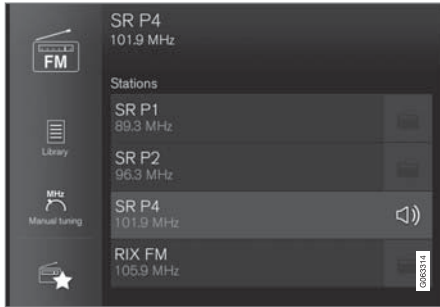 SR P4
101.9 MHz
FM
Stations
SR P1
89.3 MHz
Library
SR P2
96.3 MHz
MHz
Manual tuning
SR P4
101.9 MHz
RIX FM
105.9 MHz
G063314